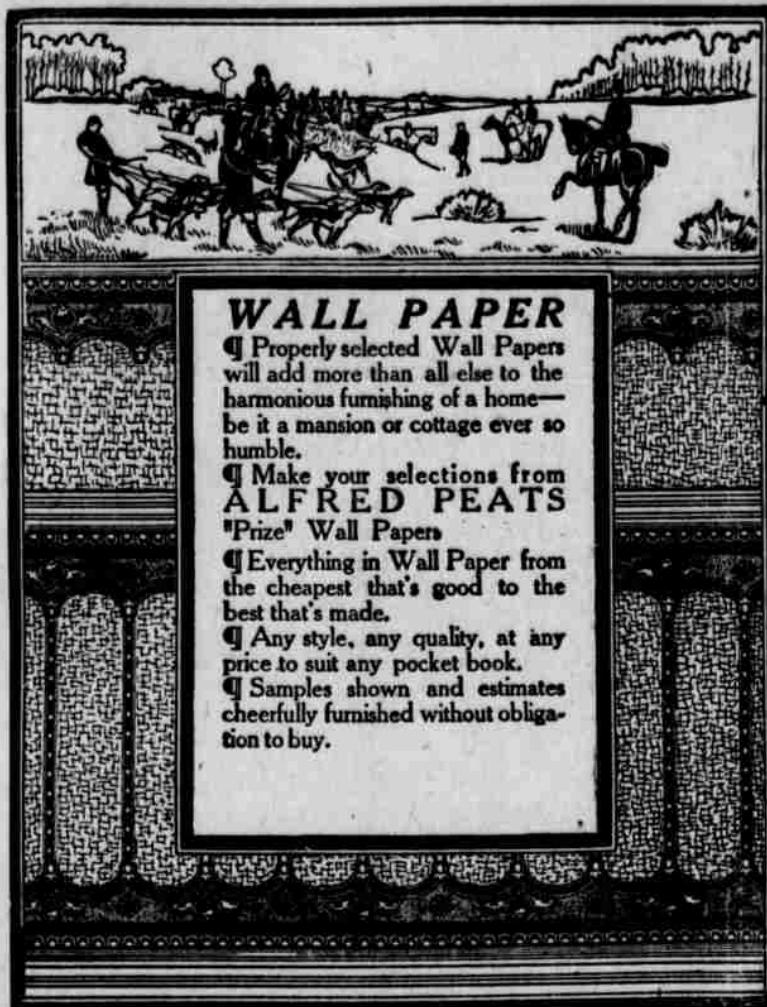 WALL PAPER
¶ Properly selected Wall Papers
will add more than all else to the
harmonious furnishing of a home—
be it a mansion or cottage ever so
humble.
¶ Make your selections from
ALFRED PEATS
"Prize" Wall Papers
¶ Everything in Wall Paper from
the cheapest that's good to the
best that's made.
¶ Any style, any quality, at any
price to suit any pocket book.
¶ Samples shown and estimates
cheerfully furnished without obliga-
tion to buy.